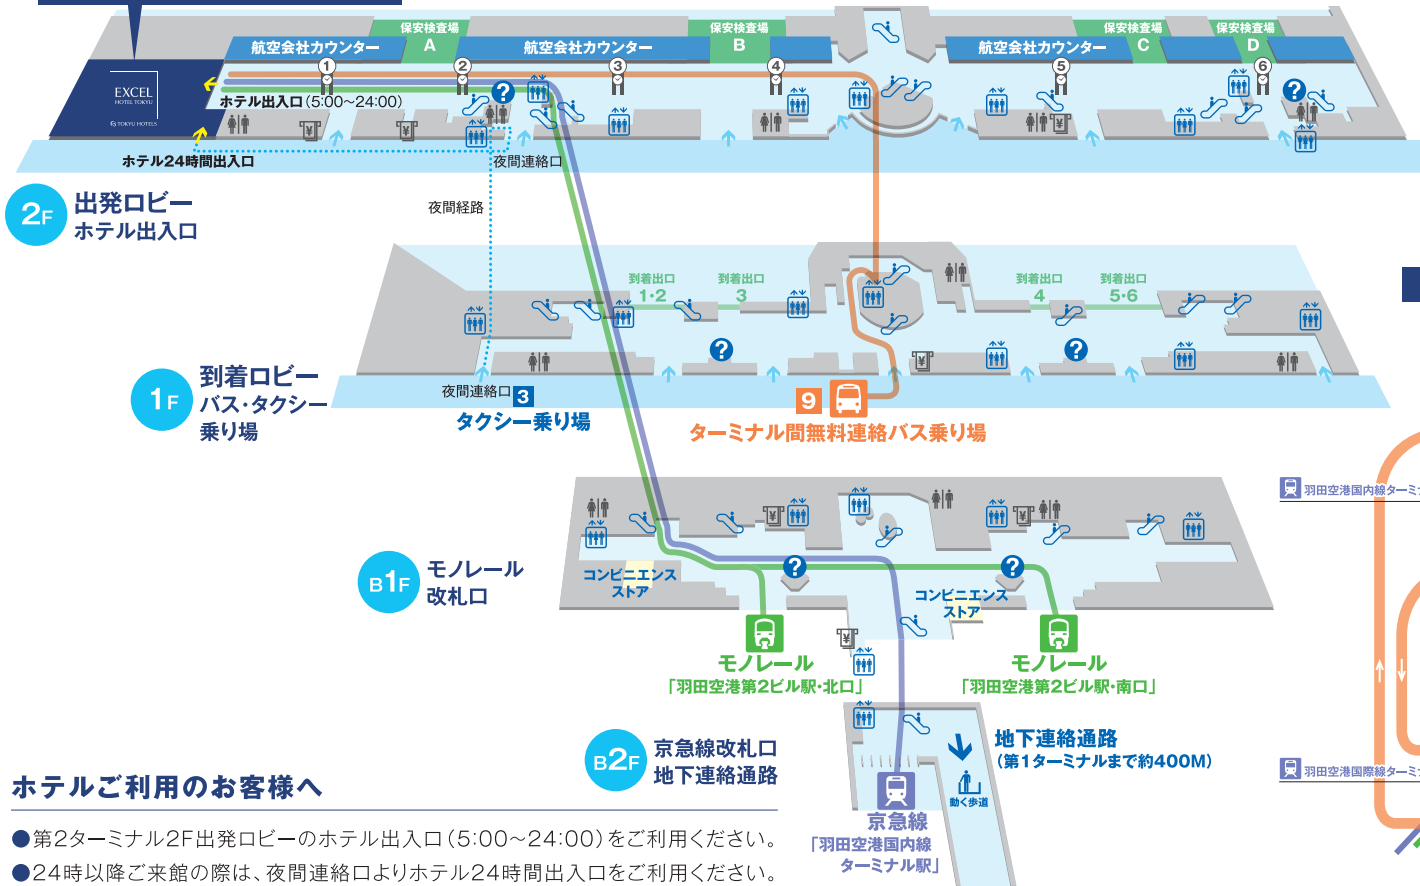 保安検査場
A
保安検査場
B
保安検査場
C
保安検査場
D
航空会社カウンター
航空会社カウンター
航空会社カウンター
1
2
3
4
5
6
EXCEL
HOTEL TOKYU
TOKYU HOTELS
ホテル出入口(5:00〜24:00)
?
?
¥
¥
¥
ホテル24時間出入口
夜間連絡口
2F
出発ロビー
ホテル出入口
夜間経路
到着出口
1・2
到着出口
3
到着出口
4
到着出口
5・6
?
?
¥
1F
到着ロビー
バス・タクシー
乗り場
夜間連絡口
3
タクシー乗り場
9
ターミナル間無料連絡バス乗り場
羽田空港国内線ターミナ
¥
¥
B1F
モノレール
改札口
コンビニエンス
ストア
?
?
コンビニエンス
ストア
¥
モノレール
「羽田空港第2ビル駅・北口」
モノレール
「羽田空港第2ビル駅・南口」
B2F
京急線改札口
地下連絡通路
地下連絡通路
(第1ターミナルまで約400M)
動く歩道
羽田空港国際線ターミナ
京急線
「羽田空港国内線
ターミナル駅」
ホテルご利用のお客様へ
●第2ターミナル2F出発ロビーのホテル出入口(5:00〜24:00)をご利用ください。
●24時以降ご来館の際は、夜間連絡口よりホテル24時間出入口をご利用ください。